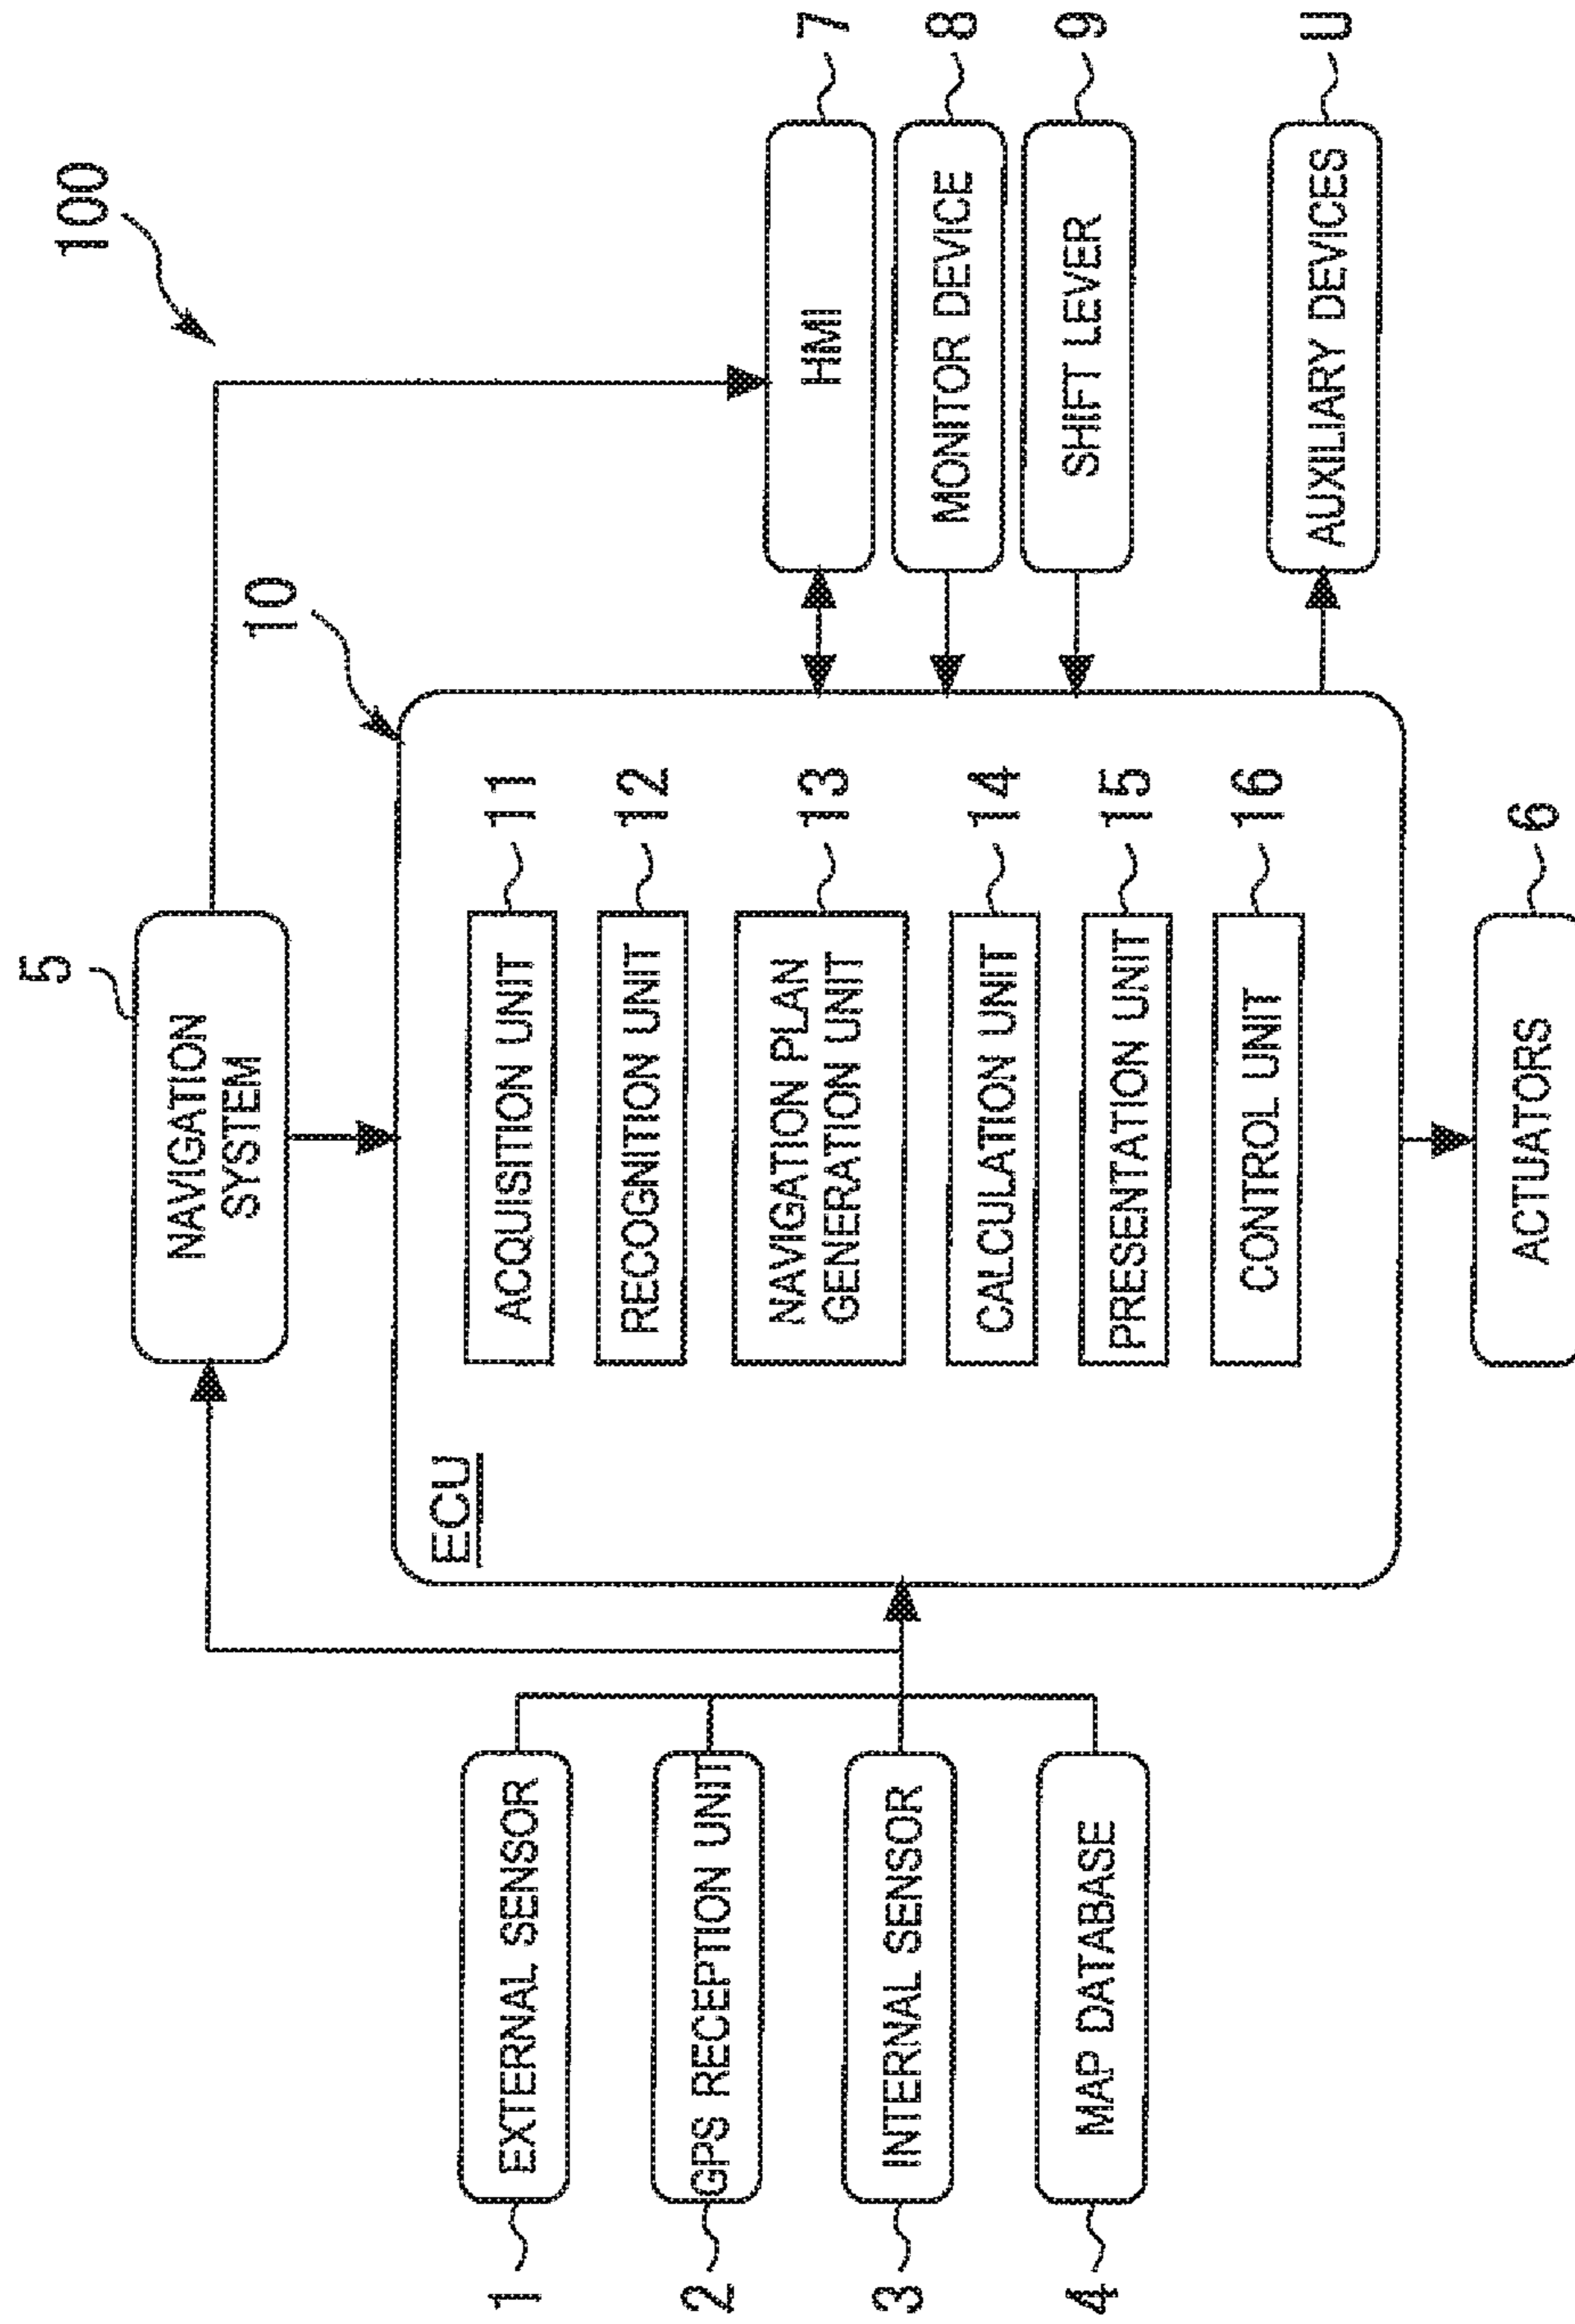 100
5
NAVIGATION
SYSTEM
10
ECU
1
EXTERNAL SENSOR
2
GPS RECEPTION UNIT
3
INTERNAL SENSOR
4
MAP DATABASE
ACQUISITION UNIT
11
RECOGNITION UNIT
12
NAVIGATION PLAN
GENERATION UNIT
13
CALCULATION UNIT
14
PRESENTATION UNIT
15
CONTROL UNIT
16
HMI
7
MONITOR DEVICE
8
SHIFT LEVER
9
AUXILIARY DEVICES
U
ACTUATORS
6